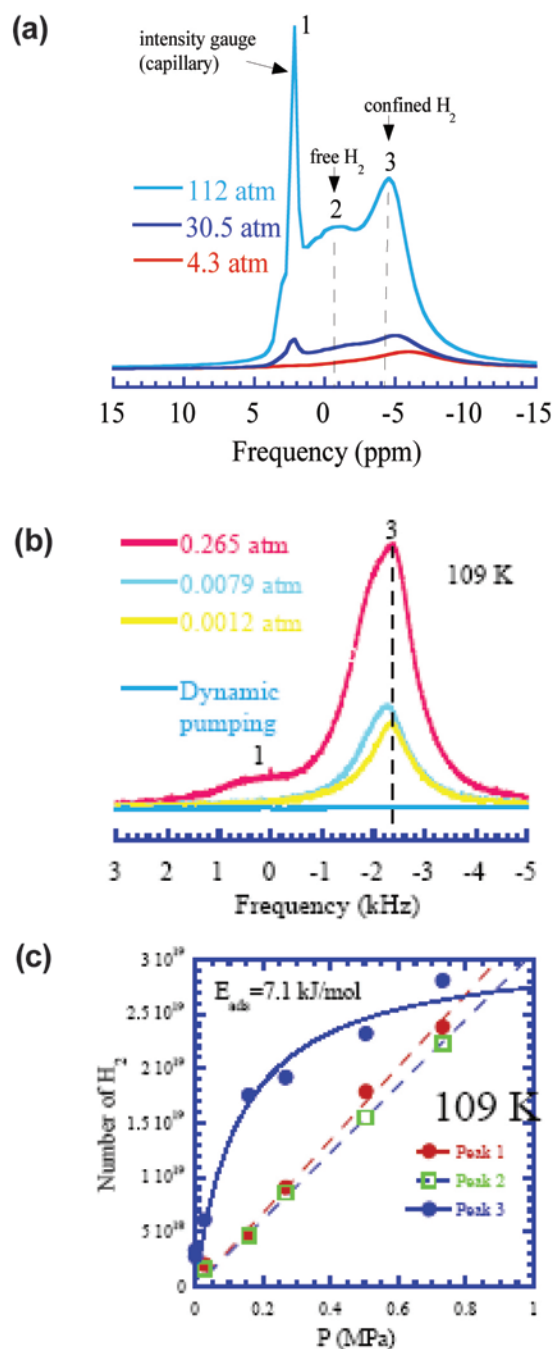 (a)
1
intensity gauge
(capillary)
confined H2
free H2
3
2
112 atm
30.5 atm
4.3 atm
15 10 5 0 -5 -10 -15
Frequency (ppm)
(b)
3
0.265 atm
109 K
0.0079 atm
0.0012 atm
Dynamic
pumping
1
3 2 1 0 -1 -2 -3 -4 -5
Frequency (kHz)
(c)
3 10^19
E_ads=7.1 kJ/mol
2.5 10^19
2 10^19
1.5 10^19
109 K
1 10^19
Peak 1
Peak 2
5 10^18
Peak 3
0
Number of H2
0 0.2 0.4 0.6 0.8 1
P (MPa)